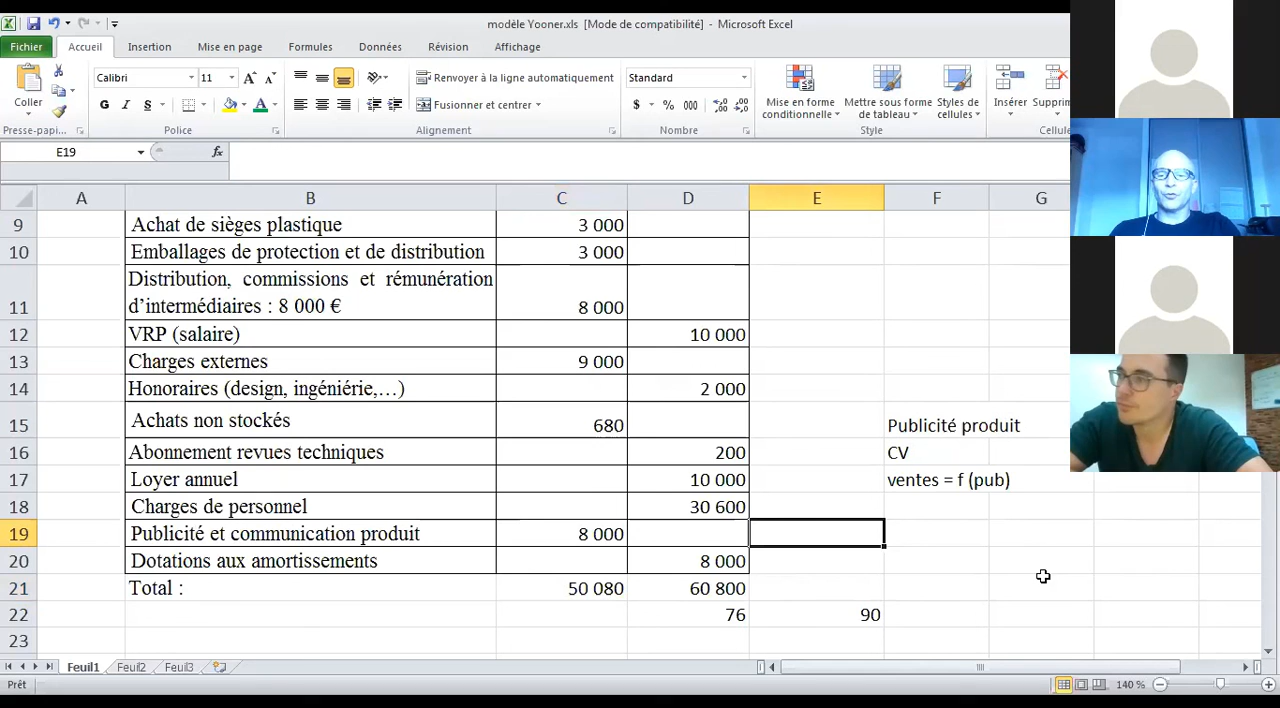 modèle Yooner.xls [Mode de compatibilité] - Microsoft Excel
Fichier Accueil Insertion Mise en page Formules Données Révision Affichage
Coller
Calibri 11
Renvoyer à la ligne automatiquement
Standard
G I S
Fusionner et centrer
$ % 000
Mise en forme conditionnelle
Mettre sous forme de tableau
Styles de cellules
Insérer
Supprim
Presse-papi... Police Alignement Nombre Style Cellule
E19 fx
A B C D E F G
9 Achat de sièges plastique 3 000
10 Emballages de protection et de distribution 3 000
Distribution, commissions et rémunération
11 d’intermédiaires : 8 000 € 8 000
12 VRP (salaire) 10 000
13 Charges externes 9 000
14 Honoraires (design, ingéniérie,…) 2 000
15 Achats non stockés 680 Publicité produit
16 Abonnement revues techniques 200 CV
17 Loyer annuel 10 000 ventes = f (pub)
18 Charges de personnel 30 600
19 Publicité et communication produit 8 000
20 Dotations aux amortissements 8 000
21 Total : 50 080 60 800
22 76 90
23
Feuil1 Feuil2 Feuil3
Prêt 140 %